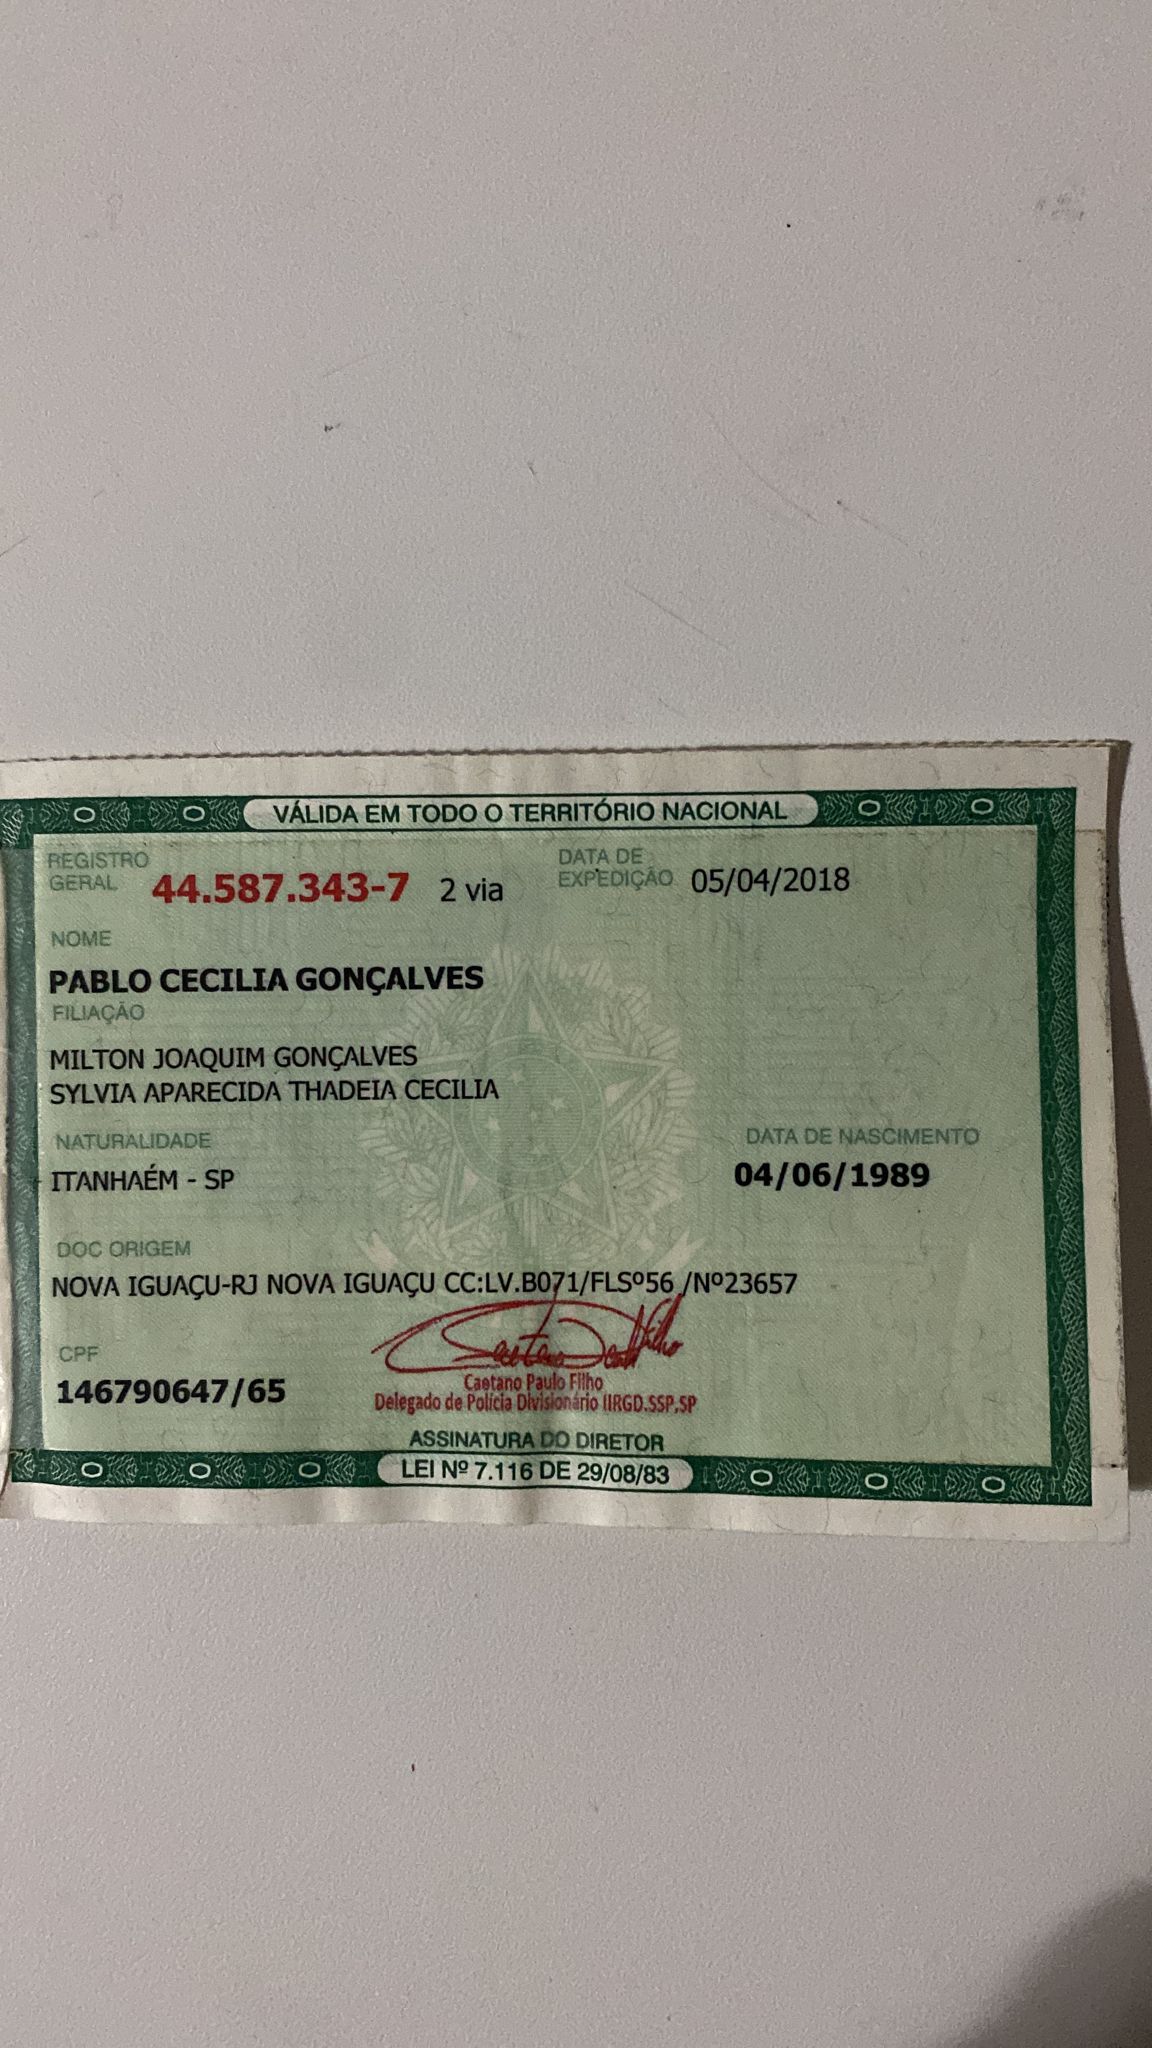 VÁLIDA EM TODO O TERRITÓRIO NACIONAL
REGISTRO GERAL 44.587.343-7 2 via DATA DE EXPEDIÇÃO 05/04/2018
NOME
PABLO CECILIA GONÇALVES
FILIAÇÃO
MILTON JOAQUIM GONÇALVES
SYLVIA APARECIDA THADEIA CECILIA
NATURALIDADE DATA DE NASCIMENTO
ITANHAÉM - SP 04/06/1989
DOC ORIGEM
NOVA IGUAÇU-RJ NOVA IGUAÇU CC:LV.B071/FLSº56 /Nº23657
CPF
146790647/65
Caetano Paulo Filho
Delegado de Polícia Divisionário IIRGD.SSP.SP
ASSINATURA DO DIRETOR
LEI Nº 7.116 DE 29/08/83